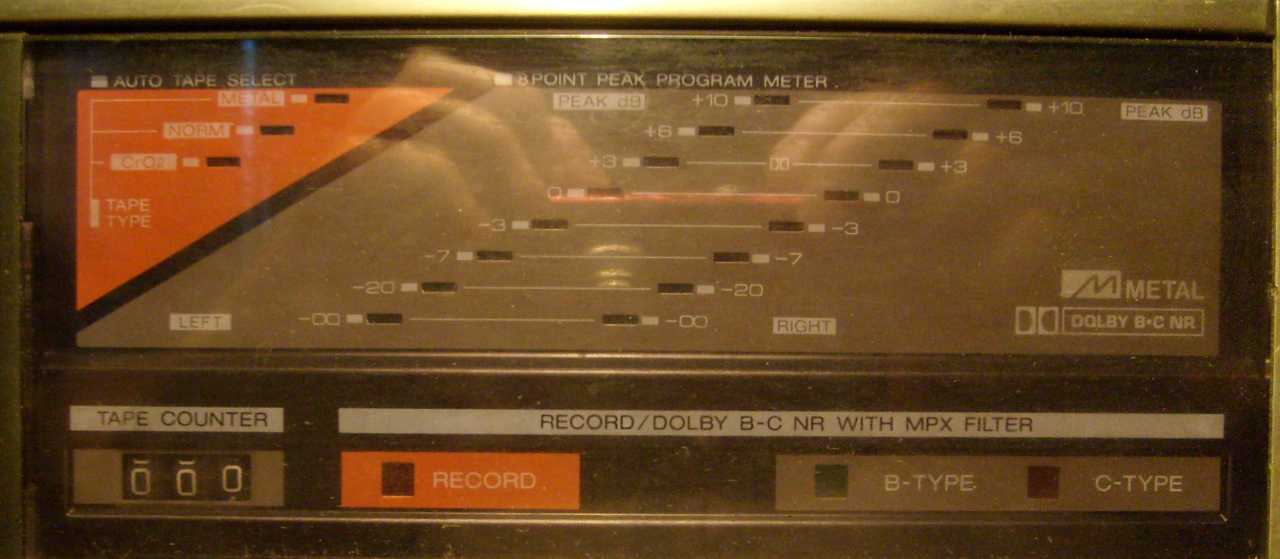 AUTO TAPE SELECT
8 POINT PEAK PROGRAM METER
METAL
PEAK dB
+10
+10
PEAK dB
NORM
+6
+6
CrO2
+3
+3
0
0
TAPE
TYPE
-3
-3
-7
-7
-20
-20
METAL
LEFT
-∞
-∞
RIGHT
DOLBY B•C NR
TAPE COUNTER
RECORD/DOLBY B-C NR WITH MPX FILTER
000
RECORD
B-TYPE
C-TYPE